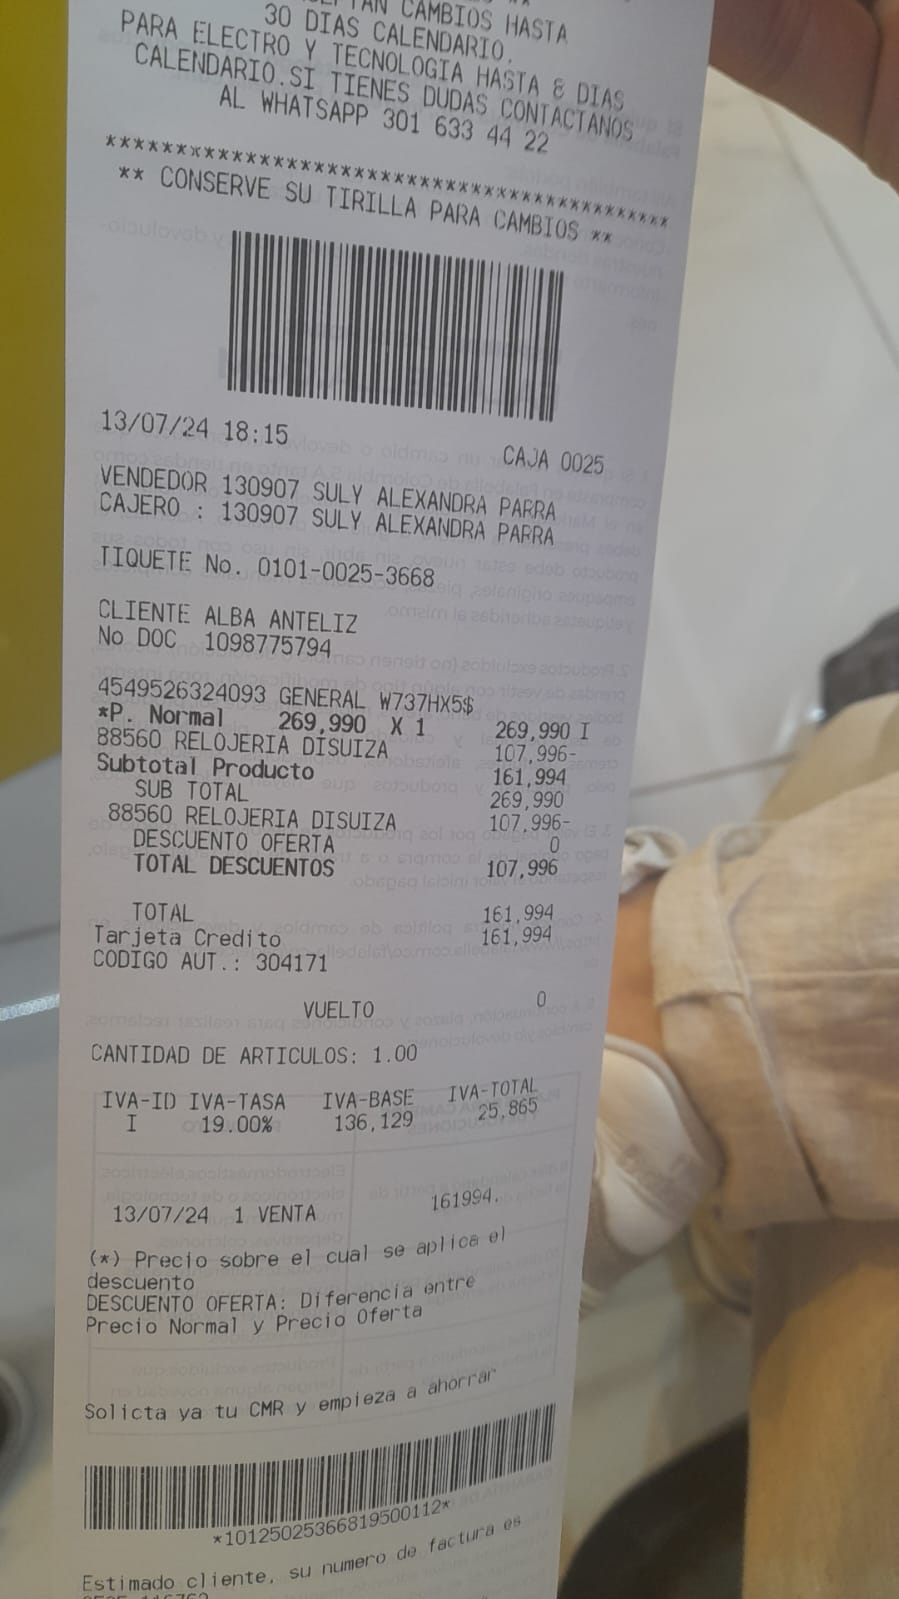 CAMBIOS HASTA
30 DIAS CALENDARIO.
PARA ELECTRO Y TECNOLOGIA HASTA 8 DIAS
CALENDARIO.SI TIENES DUDAS CONTACTANOS
AL WHATSAPP 301 633 44 22
****************************************
** CONSERVE SU TIRILLA PARA CAMBIOS **
13/07/24 18:15 CAJA 0025
VENDEDOR 130907 SULY ALEXANDRA PARRA
CAJERO : 130907 SULY ALEXANDRA PARRA
TIQUETE No. 0101-0025-3668
CLIENTE ALBA ANTELIZ
No DOC 1098775794
4549526324093 GENERAL W737HX5$
*P. Normal 269,990 X 1 269,990 I
88560 RELOJERIA DISUIZA 107,996-
Subtotal Producto 161,994
SUB TOTAL 269,990
88560 RELOJERIA DISUIZA 107,996-
DESCUENTO OFERTA 0
TOTAL DESCUENTOS 107,996
TOTAL 161,994
Tarjeta Credito 161,994
CODIGO AUT.: 304171
VUELTO 0
CANTIDAD DE ARTICULOS: 1.00
IVA-ID IVA-TASA IVA-BASE IVA-TOTAL
I 19.00% 136,129 25,865
13/07/24 1 VENTA 161994.
(*) Precio sobre el cual se aplica el
descuento
DESCUENTO OFERTA: Diferencia entre
Precio Normal y Precio Oferta
Solicta ya tu CMR y empieza a ahorrar
*10125025366819500112*
Estimado cliente, su numero de factura es